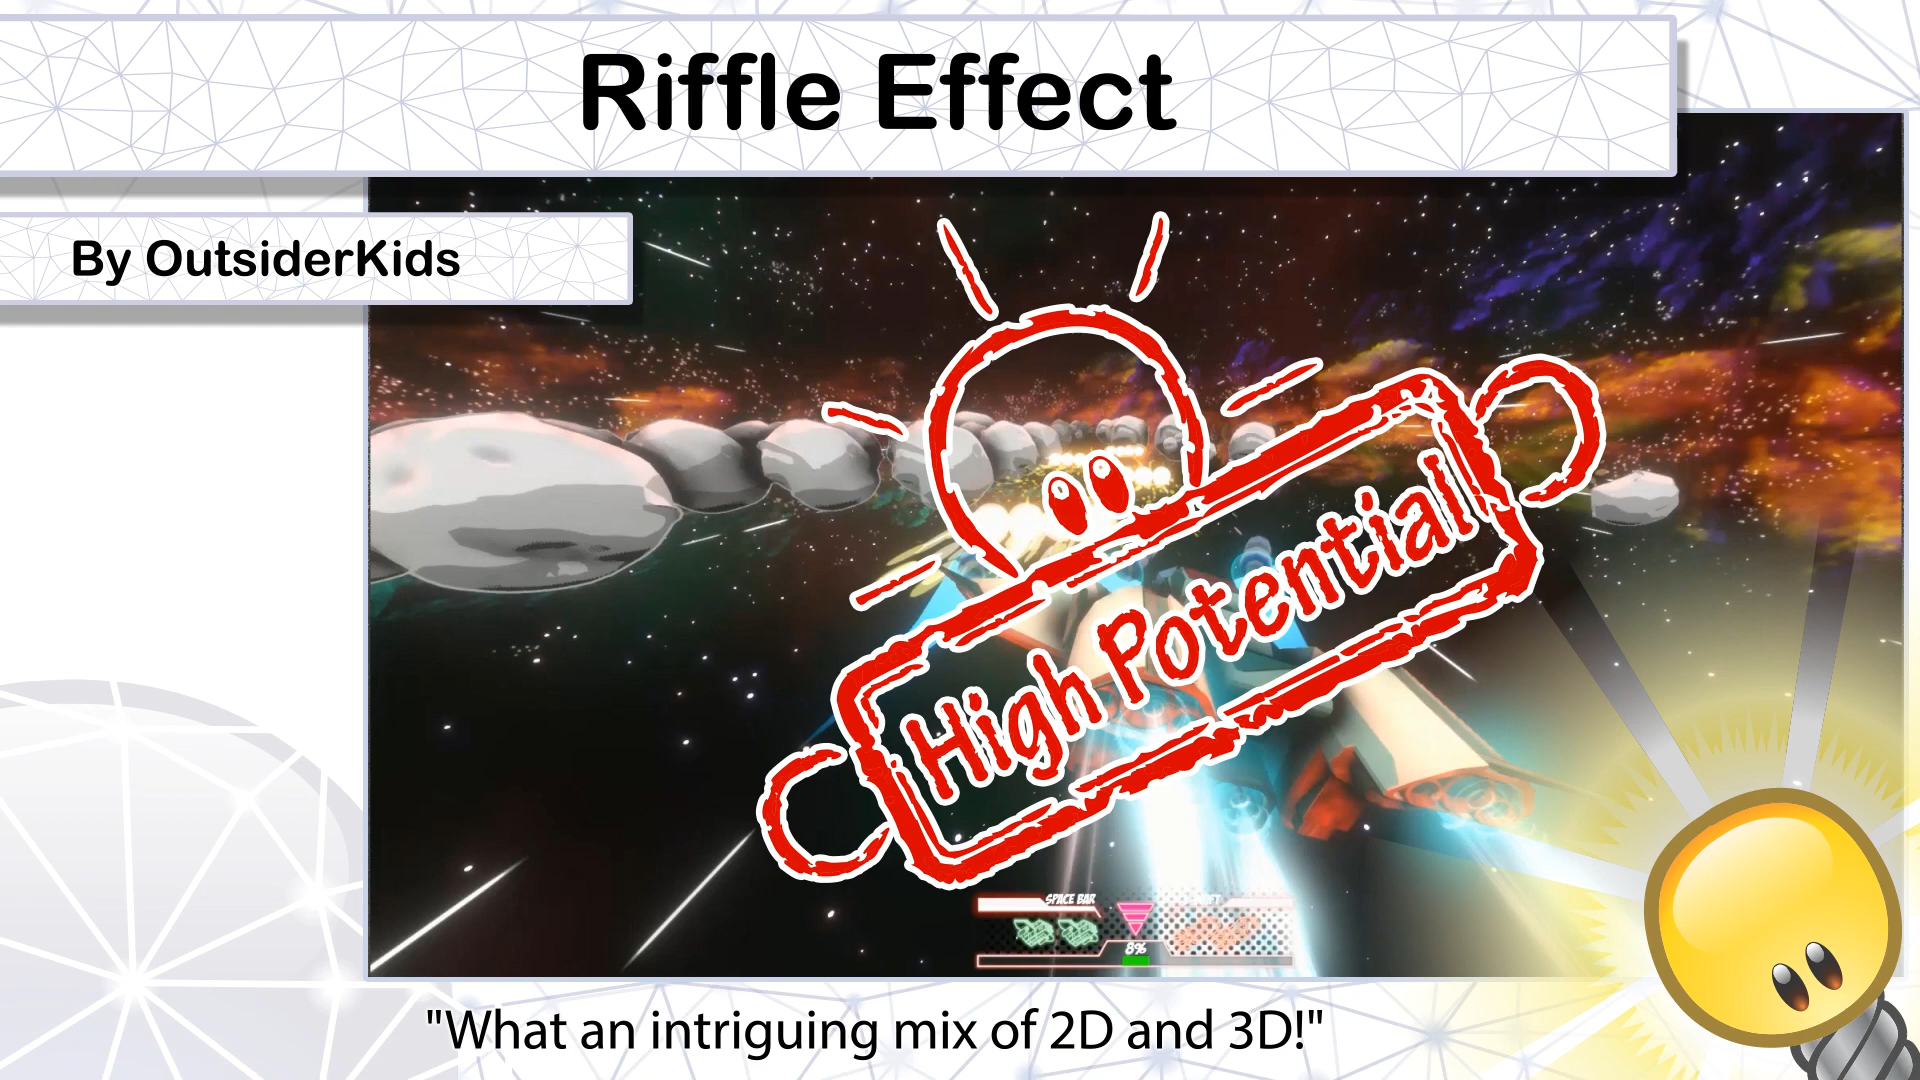 Riffle Effect
By OutsiderKids
High Potential
SPACE BAR
8%
"What an intriguing mix of 2D and 3D!"